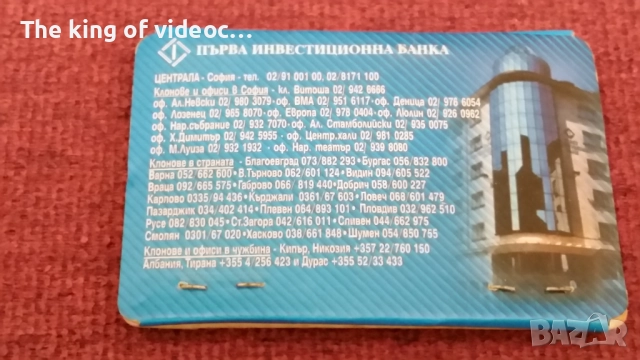 The king of videoc...
ПЪРВА ИНВЕСТИЦИОННА БАНКА
ЦЕНТРАЛА - София - тел. 02/91 001 00, 02/8171 100
Клонове и офиси в София - кл. Витоша 02/ 942 6666
оф. Ал.Невски 02/ 980 3079 • оф. ВМА 02/ 951 6117 • оф. Деница 02/ 976 6054
оф. Лозенец 02/ 965 8070 • оф. Европа 02/ 978 0404 • оф. Люлин 02/ 826 0962
оф. Нар.събрание 02/ 932 7070 • оф. Ал. Стамболийски 02/ 935 0075
оф. Х.Димитър 02/ 942 5955 • оф. Центр.хали 02/ 981 0285
оф. М.Луиза 02/ 932 1932 • оф. Нар. театър 02/ 939 8080
Клонове в страната - Благоевград 073/882 293 • Бургас 056/832 800
Варна 052 662 600 • В.Търново 062/601 124 • Видин 094/605 522
Враца 092/665 575 • Габрово 066 819 440 • Добрич 058/600 227
Карлово 0335/94 436 • Кърджали 0361/67 603 • Ловеч 068/601 479
Пазарджик 034/402 414 • Плевен 064/893 101 • Пловдив 032/962 510
Русе 082/830 045 • Ст.Загора 042/616 011 • Сливен 044/662 975
Смолян 0301/67 020 • Хасково 038/661 848 • Шумен 054/850 765
Клонове и офиси в чужбина - Кипър, Никозия +357 22/760 150
Албания, Тирана +355 4/256 423 и Дурас +355 52/33 433
BAZAR
bg